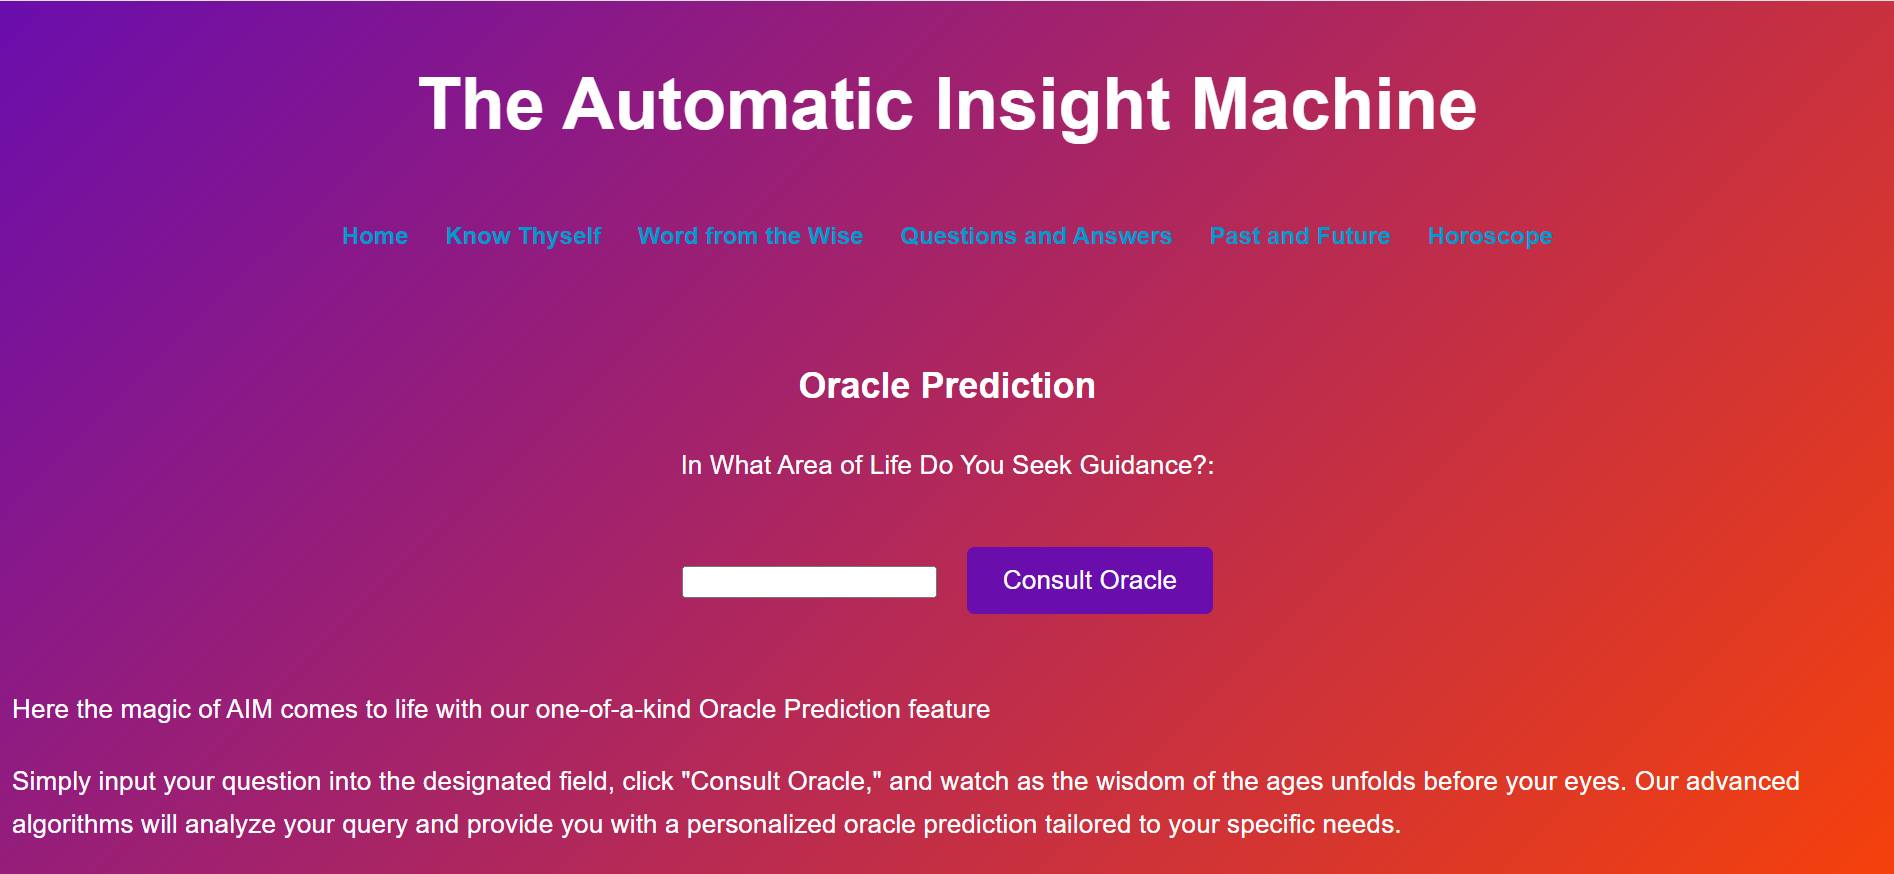 The Automatic Insight Machine
Home Know Thyself Word from the Wise Questions and Answers Past and Future Horoscope
Oracle Prediction
In What Area of Life Do You Seek Guidance?:
Consult Oracle
Here the magic of AIM comes to life with our one-of-a-kind Oracle Prediction feature
Simply input your question into the designated field, click "Consult Oracle," and watch as the wisdom of the ages unfolds before your eyes. Our advanced
algorithms will analyze your query and provide you with a personalized oracle prediction tailored to your specific needs.